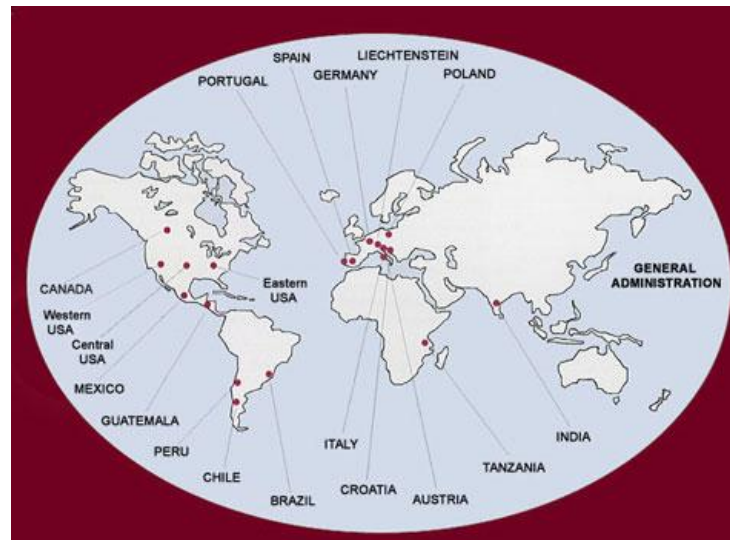 SPAIN
LIECHTENSTEIN
PORTUGAL
GERMANY
POLAND
CANADA
Western
USA
Central
USA
MEXICO
GUATEMALA
PERU
CHILE
BRAZIL
Eastern
USA
ITALY
CROATIA
AUSTRIA
TANZANIA
INDIA
GENERAL
ADMINISTRATION